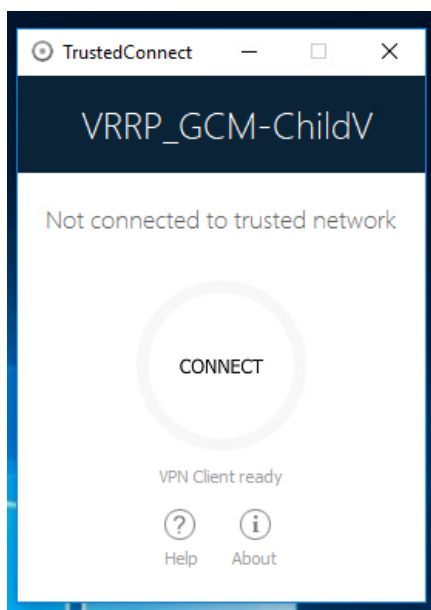 TrustedConnect
VRRP_GCM-ChildV
Not connected to trusted network
CONNECT
VPN Client ready
Help About